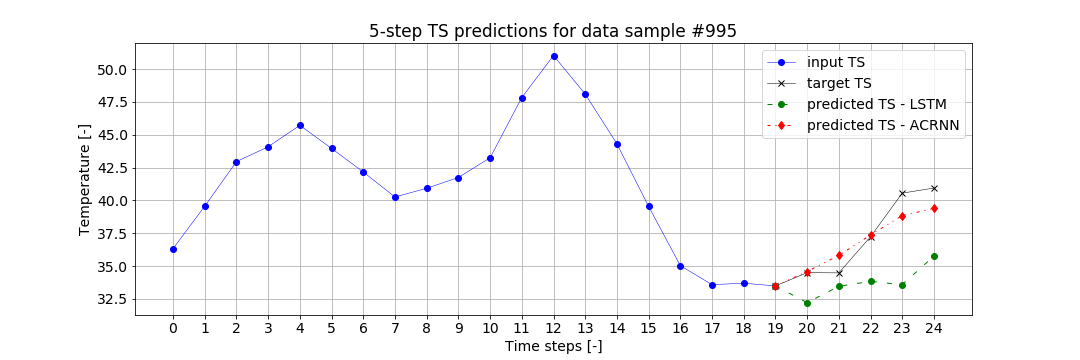 5-step TS predictions for data sample #995
input TS
target TS
predicted TS - LSTM
predicted TS - ACRNN
Temperature [-]
50.0
47.5
45.0
42.5
40.0
37.5
35.0
32.5
0 1 2 3 4 5 6 7 8 9 10 11 12 13 14 15 16 17 18 19 20 21 22 23 24
Time steps [-]